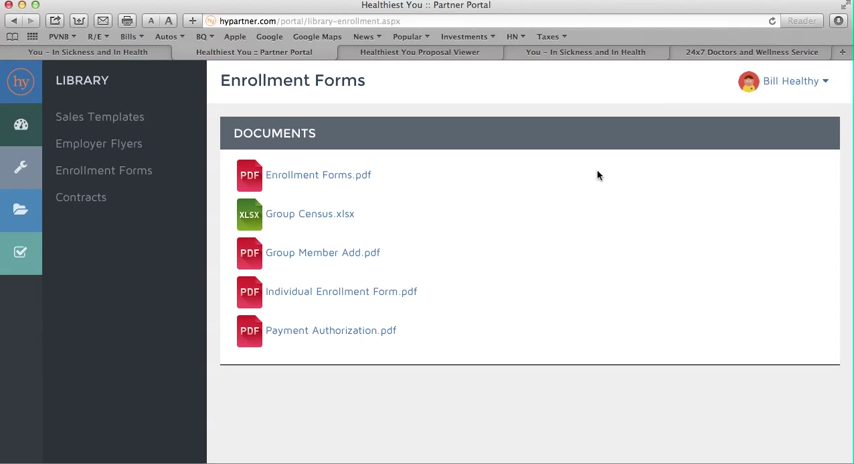 Healthiest You :: Partner Portal
A A + hypartner.com/portal/library-enrollment.aspx Reader
PVNB R/E Bills Autos BQ Apple Google Google Maps News Popular Investments HN Taxes
You – In Sickness and In Health Healthiest You :: Partner Portal Healthiest You Proposal Viewer You – In Sickness and In Health 24x7 Doctors and Wellness Service +
hy LIBRARY
Enrollment Forms
Bill Healthy
Sales Templates
Employer Flyers
Enrollment Forms
Contracts
DOCUMENTS
PDF Enrollment Forms.pdf
XLSX Group Census.xlsx
PDF Group Member Add.pdf
PDF Individual Enrollment Form.pdf
PDF Payment Authorization.pdf